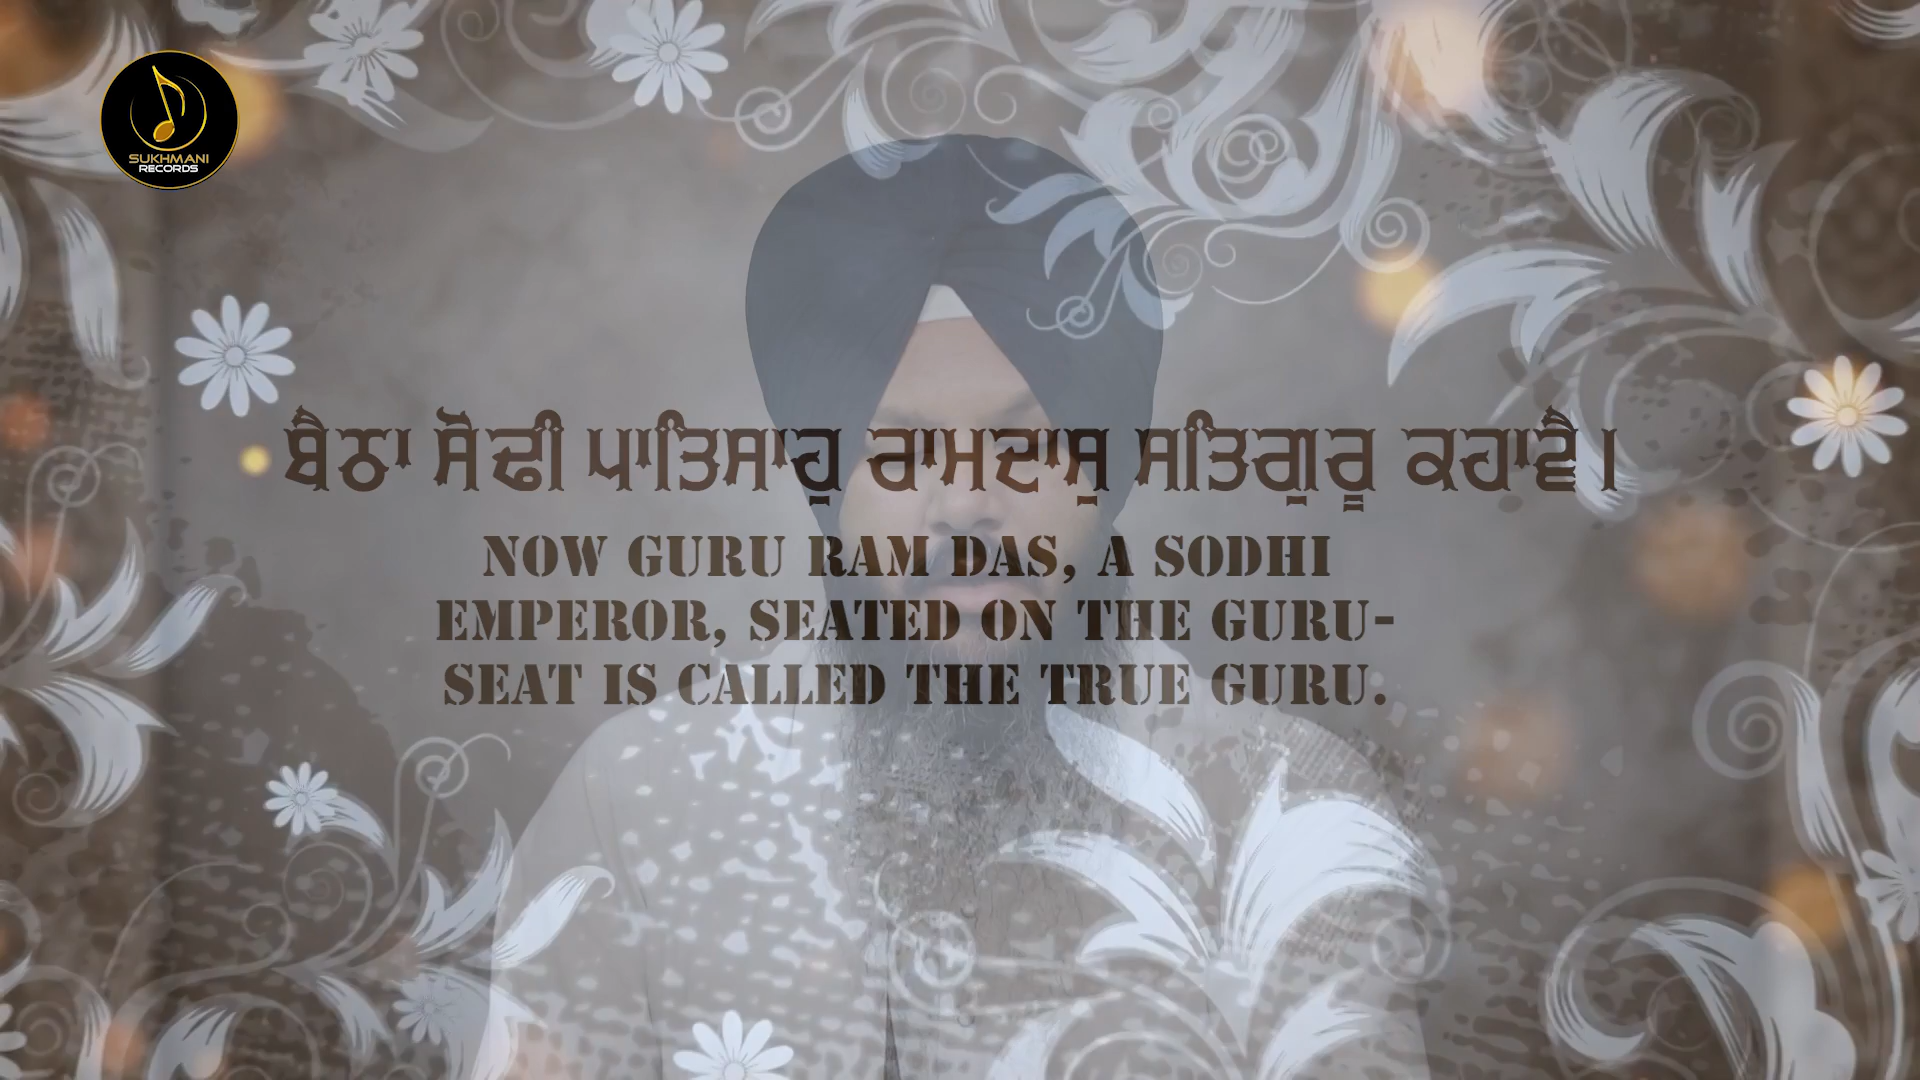 SUKHMANI
RECORDS
ਬੈਠਾ ਸੋਢੀ ਪਾਤਿਸਾਹੁ ਰਾਮਦਾਸੁ ਸਤਿਗੁਰੂ ਕਹਾਵੈ।
NOW GURU RAM DAS, A SODHI
EMPEROR, SEATED ON THE GURU-
SEAT IS CALLED THE TRUE GURU.